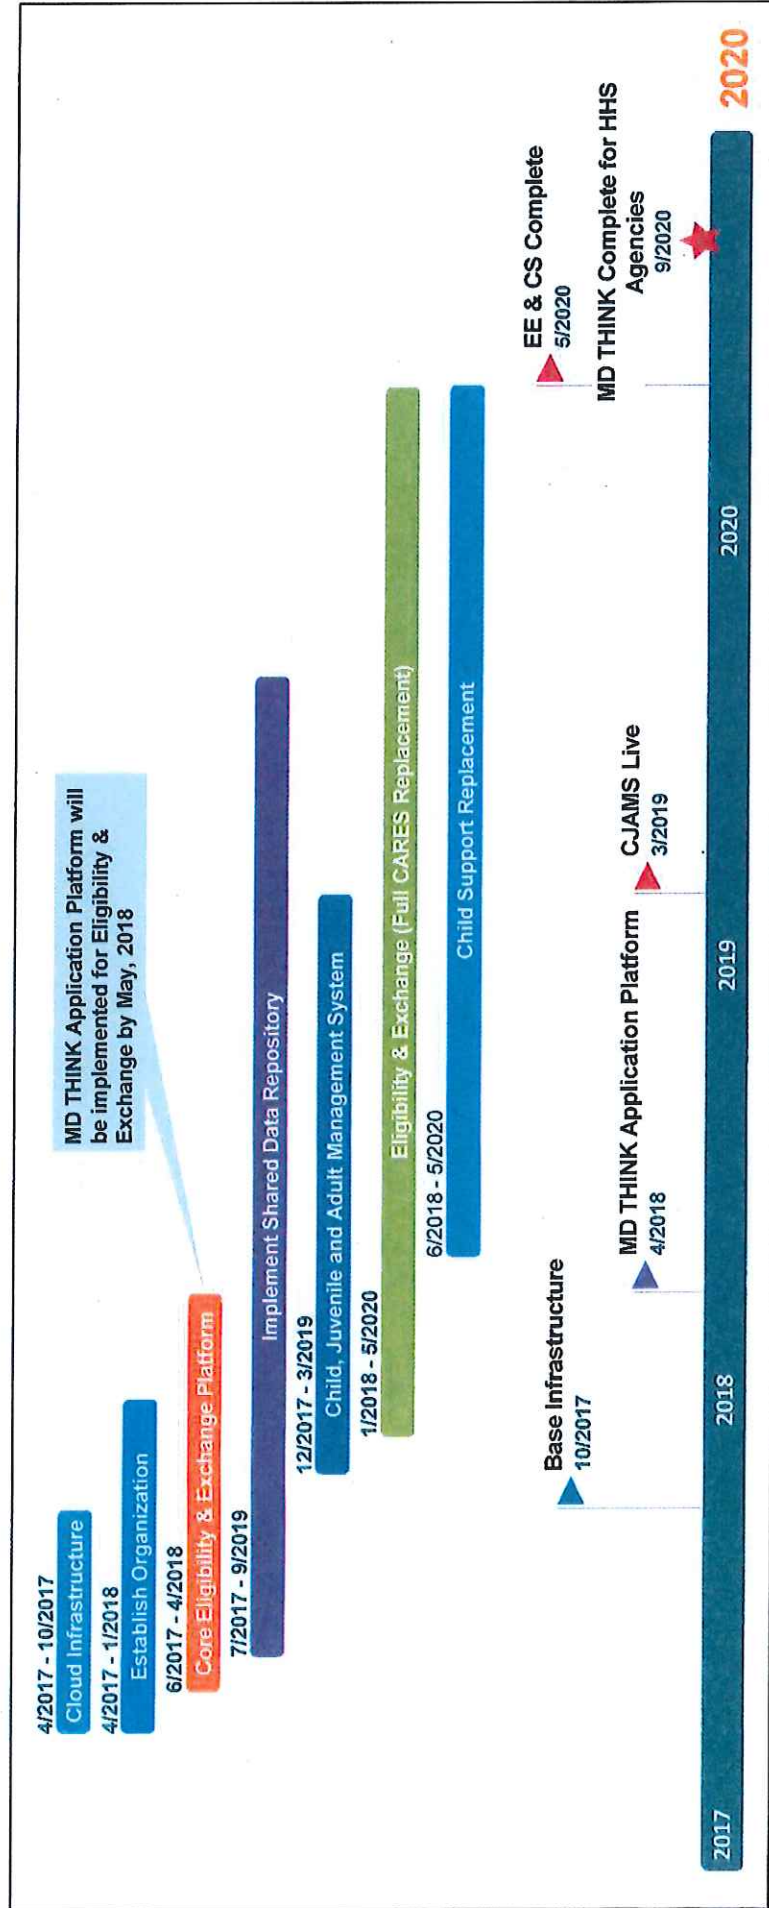 MD THINK Application Platform will
be implemented for Eligibility &
Exchange by May, 2018
4/2017 - 10/2017
Cloud Infrastructure
4/2017 - 1/2018
Establish Organization
6/2017 - 4/2018
Core Eligibility & Exchange Platform
7/2017 - 9/2019
Implement Shared Data Repository
12/2017 - 3/2019
Child, Juvenile and Adult Management System
1/2018 - 5/2020
Eligibility & Exchange (Full CARES Replacement)
6/2018 - 5/2020
Child Support Replacement
Base Infrastructure
10/2017
MD THINK Application Platform
4/2018
CJAMS Live
3/2019
EE & CS Complete
5/2020
MD THINK Complete for HHS
Agencies
9/2020
2017
2018
2019
2020
2020